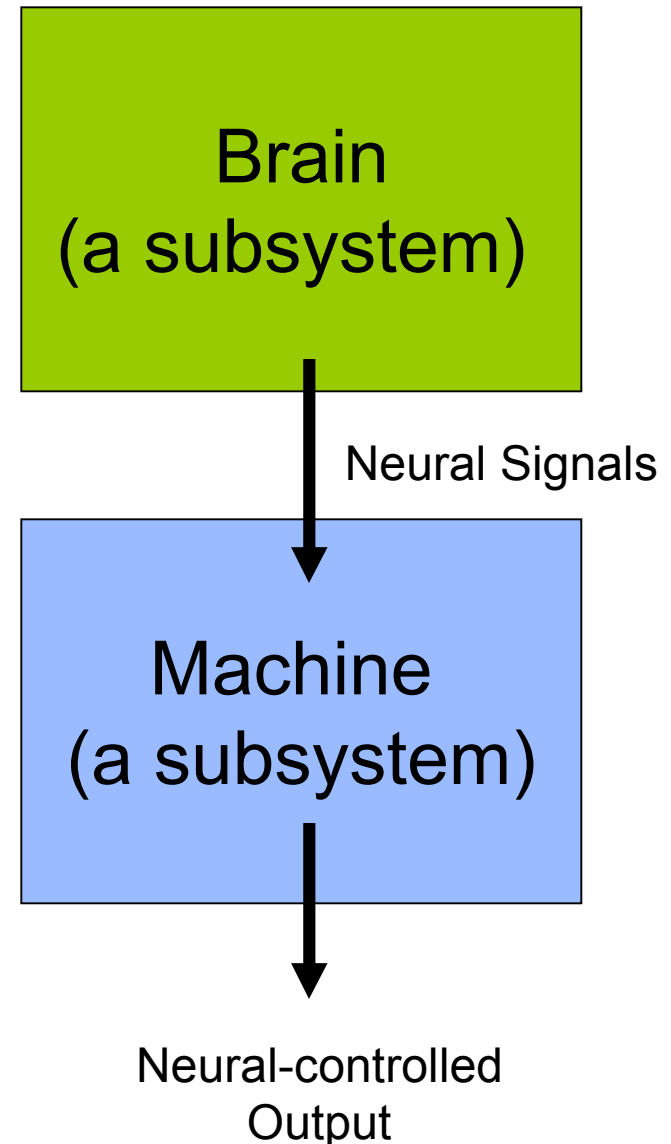 Brain
(a subsystem)
Neural Signals
Machine
(a subsystem)
Neural-controlled
Output